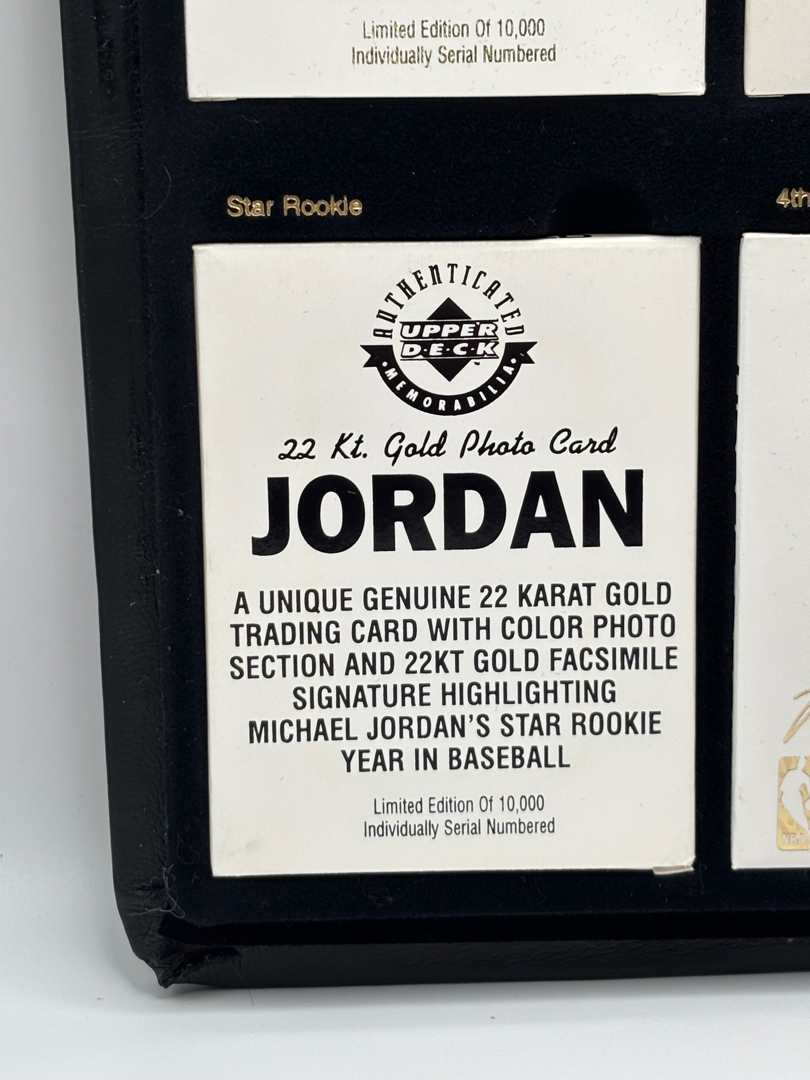 Limited Edition Of 10,000
Individually Serial Numbered
Star Rookie
4th
AUTHENTICATED
UPPER
D·E·C·K
·MEMORABILIA·
22 Kt. Gold Photo Card
JORDAN
A UNIQUE GENUINE 22 KARAT GOLD
TRADING CARD WITH COLOR PHOTO
SECTION AND 22KT GOLD FACSIMILE
SIGNATURE HIGHLIGHTING
MICHAEL JORDAN'S STAR ROOKIE
YEAR IN BASEBALL
Limited Edition Of 10,000
Individually Serial Numbered